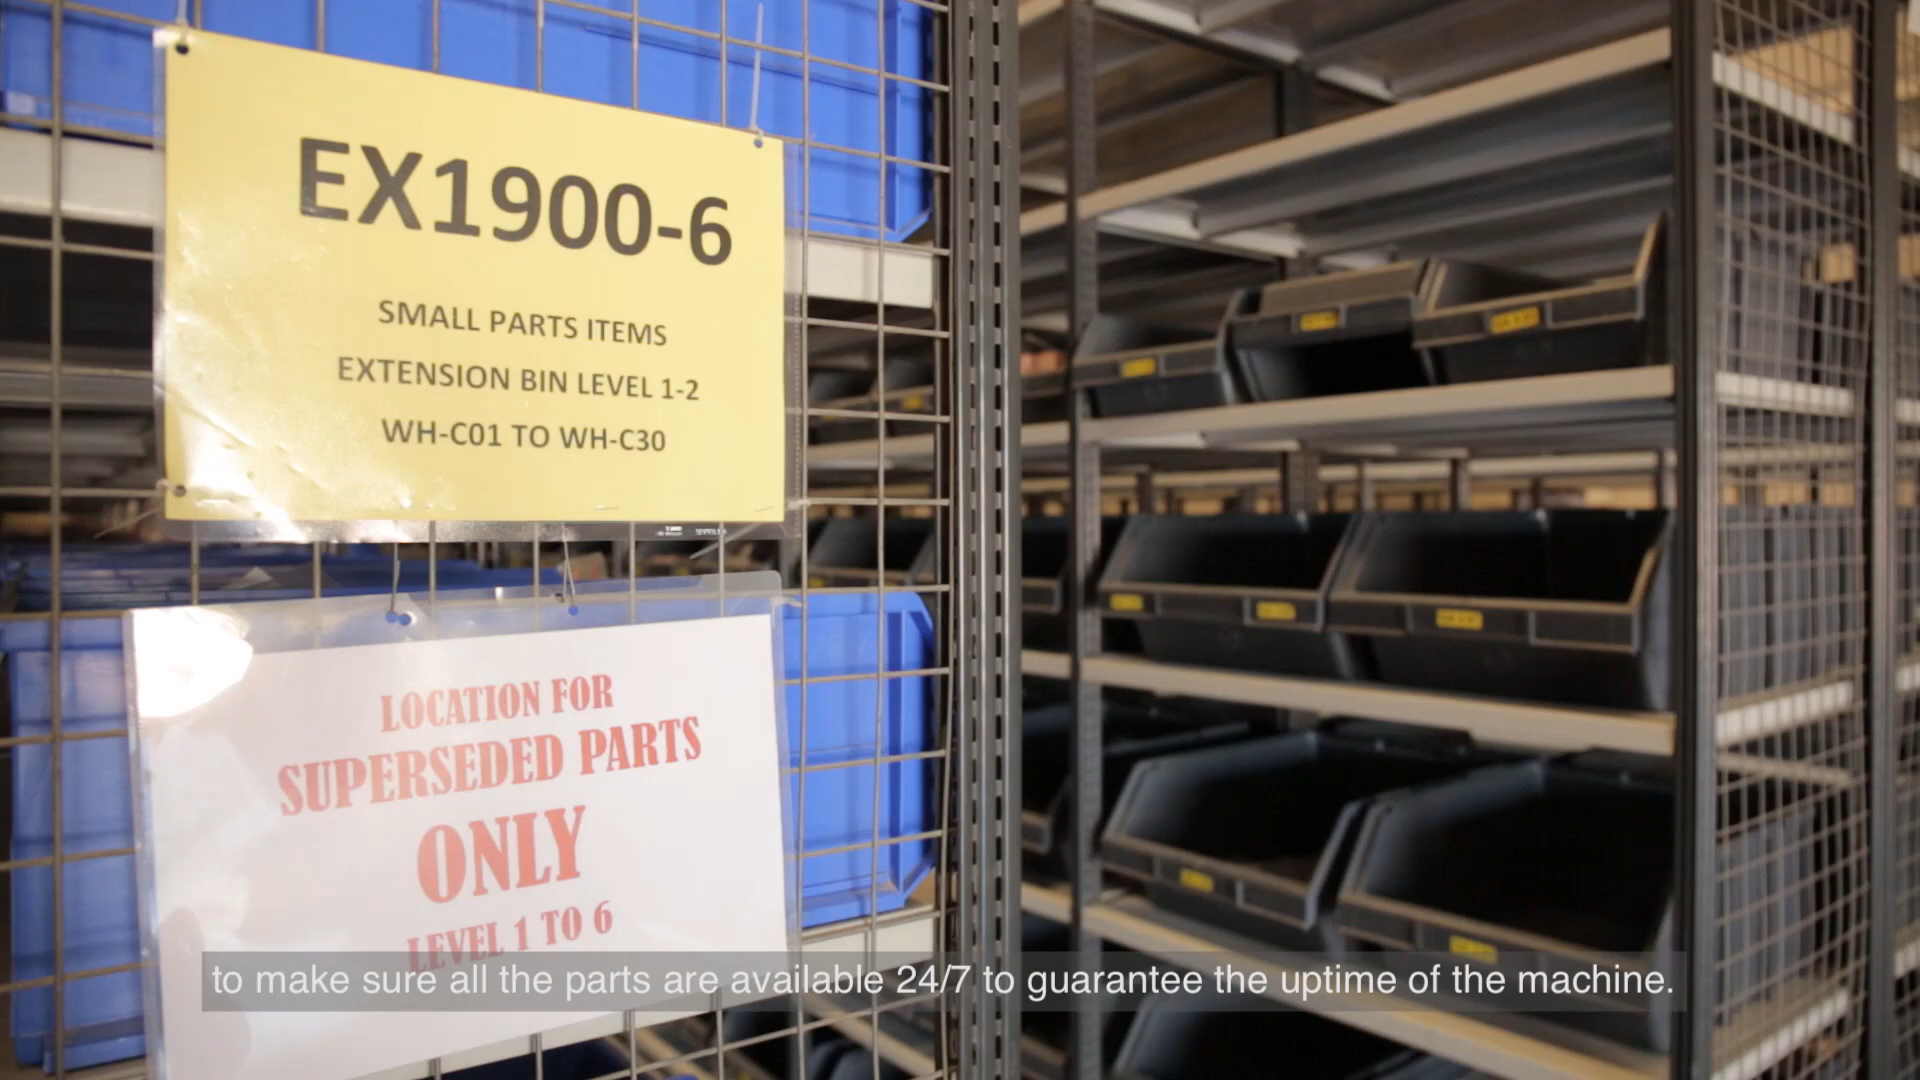 EX1900-6
SMALL PARTS ITEMS
EXTENSION BIN LEVEL 1-2
WH-C01 TO WH-C30
LOCATION FOR
SUPERSEDED PARTS
ONLY
LEVEL 1 TO 6
to make sure all the parts are available 24/7 to guarantee the uptime of the machine.